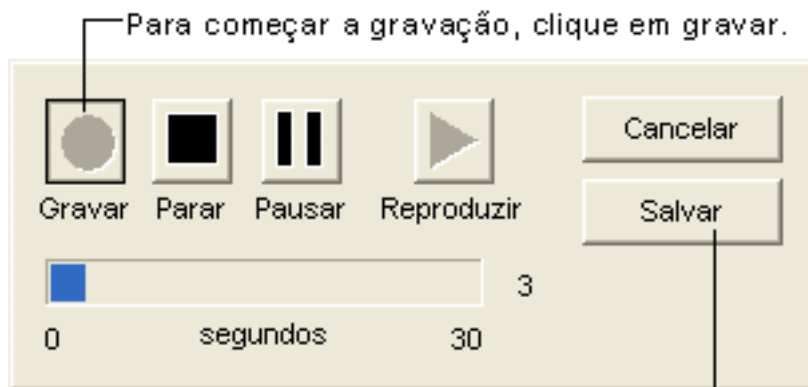 Para começar a gravação, clique em gravar.
Cancelar
Gravar Parar Pausar Reproduzir
Salvar
3
0 segundos 30